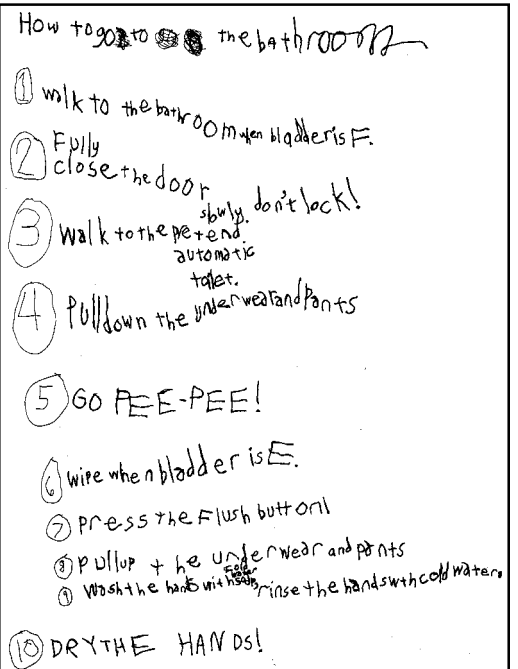 How to go to the bathroom
1 walk to the bathroom when bladder is F.
2 Fully
close the door
slowly. don't lock!
3 walk to the petend.
automatic
toilet.
4 Pull down the underwear and pants
5 GO PEE-PEE!
6 wipe when bladder is E.
7 press the Flush button!
8 pull up the underwear and pants
9 wash the hands with cold water soap rinse the hands with cold water.
10 DRY THE HANDS!